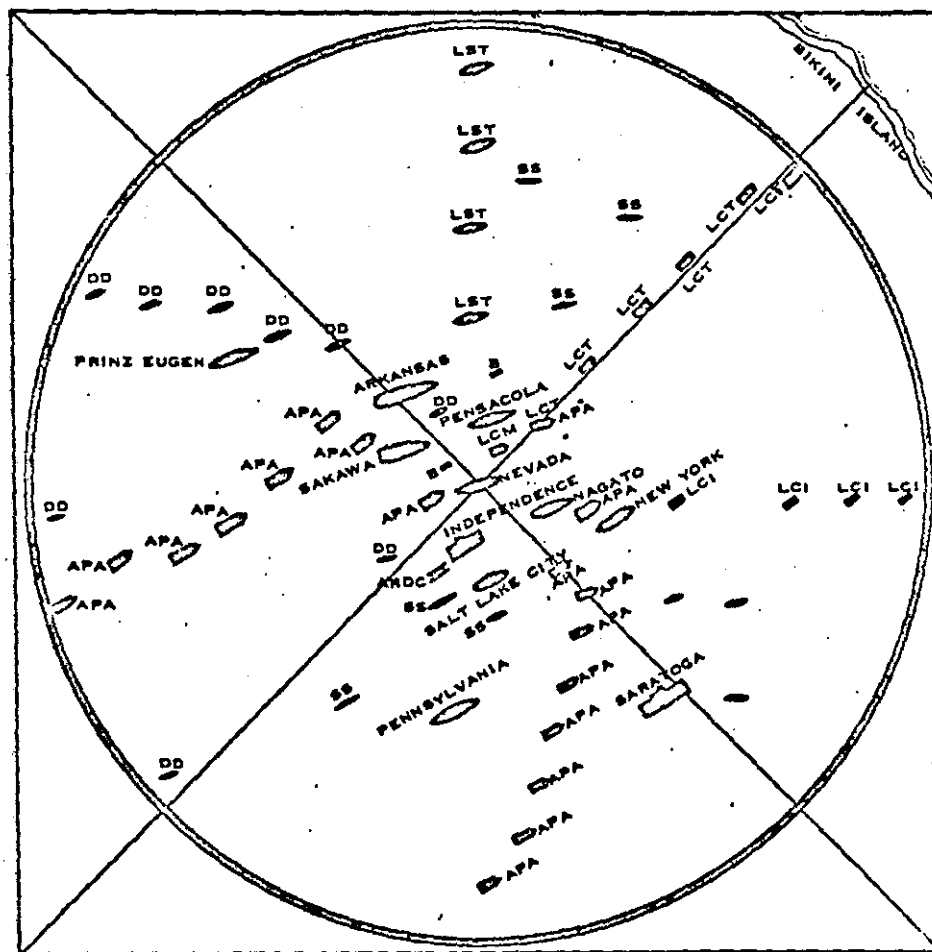 LST
BIKINI
ISLAND
LST
SS
SS
LCT
LCT
LST
LCT
DD
DD
DD
LST
SS
LCT
DD
DD
PRINZ EUGEN
ARKANSAS
LCT
DD
PENSACOLA
LCT
APA
APA
APA
LCM
SAKAWA
APA
NEVADA
APA
INDEPENDENCE
NAGATO
APA
NEW YORK
LCI
LCI
LCI
LCI
DD
APA
APA
APA
DD
ARDC
SALT LAKE CITY
APA
APA
APA
SS
SS
APA
APA
SARATOGA
SS
PENNSYLVANIA
APA
DD
APA
APA
APA